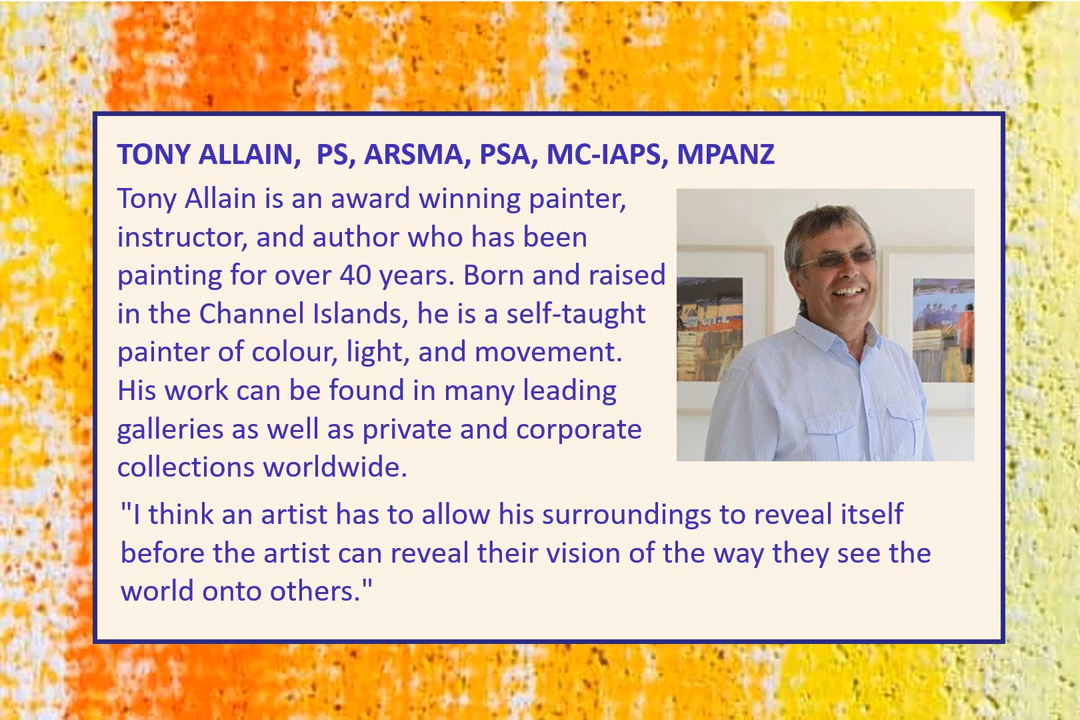 TONY ALLAIN,  PS, ARSMA, PSA, MC-IAPS, MPANZ
Tony Allain is an award winning painter,
instructor, and author who has been
painting for over 40 years. Born and raised
in the Channel Islands, he is a self-taught
painter of colour, light, and movement.
His work can be found in many leading
galleries as well as private and corporate
collections worldwide.
"I think an artist has to allow his surroundings to reveal itself
before the artist can reveal their vision of the way they see the
world onto others."